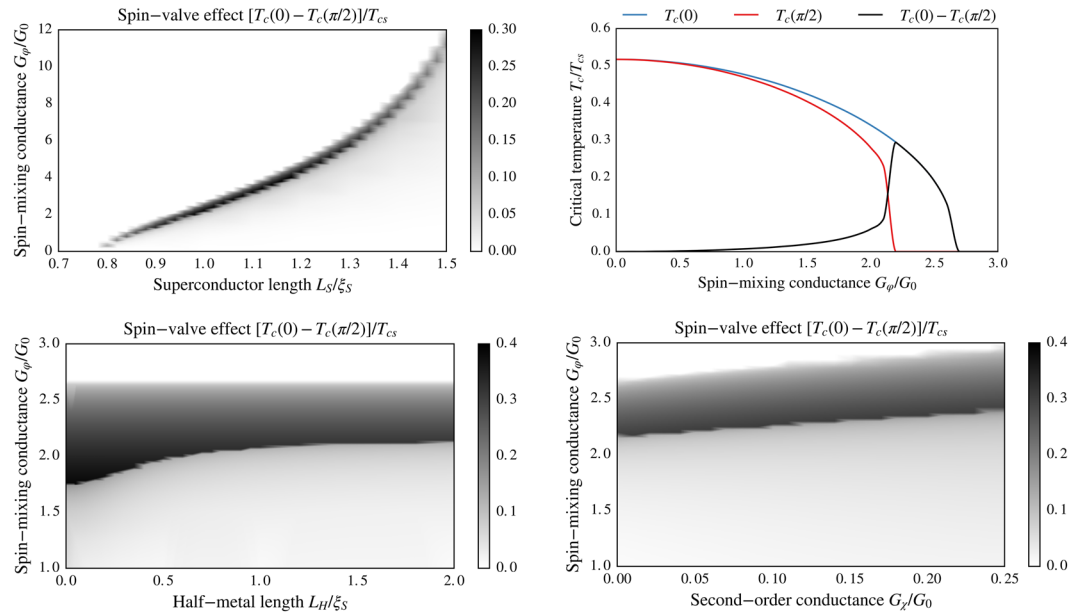 Spin−valve effect [T_c(0) − T_c(π/2)]/T_cs
Spin−mixing conductance G_φ/G_0
12
10
8
6
4
2
0
0.7 0.8 0.9 1.0 1.1 1.2 1.3 1.4 1.5
Superconductor length L_S/ξ_S
0.30
0.25
0.20
0.15
0.10
0.05
0.00
T_c(0) T_c(π/2) T_c(0) − T_c(π/2)
Critical temperature T_c/T_cs
0.6
0.5
0.4
0.3
0.2
0.1
0.0
0.0 0.5 1.0 1.5 2.0 2.5 3.0
Spin−mixing conductance G_φ/G_0
Spin−valve effect [T_c(0) − T_c(π/2)]/T_cs
Spin−mixing conductance G_φ/G_0
3.0
2.5
2.0
1.5
1.0
0.0 0.5 1.0 1.5 2.0
Half−metal length L_H/ξ_S
0.4
0.3
0.2
0.1
0.0
Spin−valve effect [T_c(0) − T_c(π/2)]/T_cs
Spin−mixing conductance G_φ/G_0
3.0
2.5
2.0
1.5
1.0
0.00 0.05 0.10 0.15 0.20 0.25
Second−order conductance G_χ/G_0
0.4
0.3
0.2
0.1
0.0